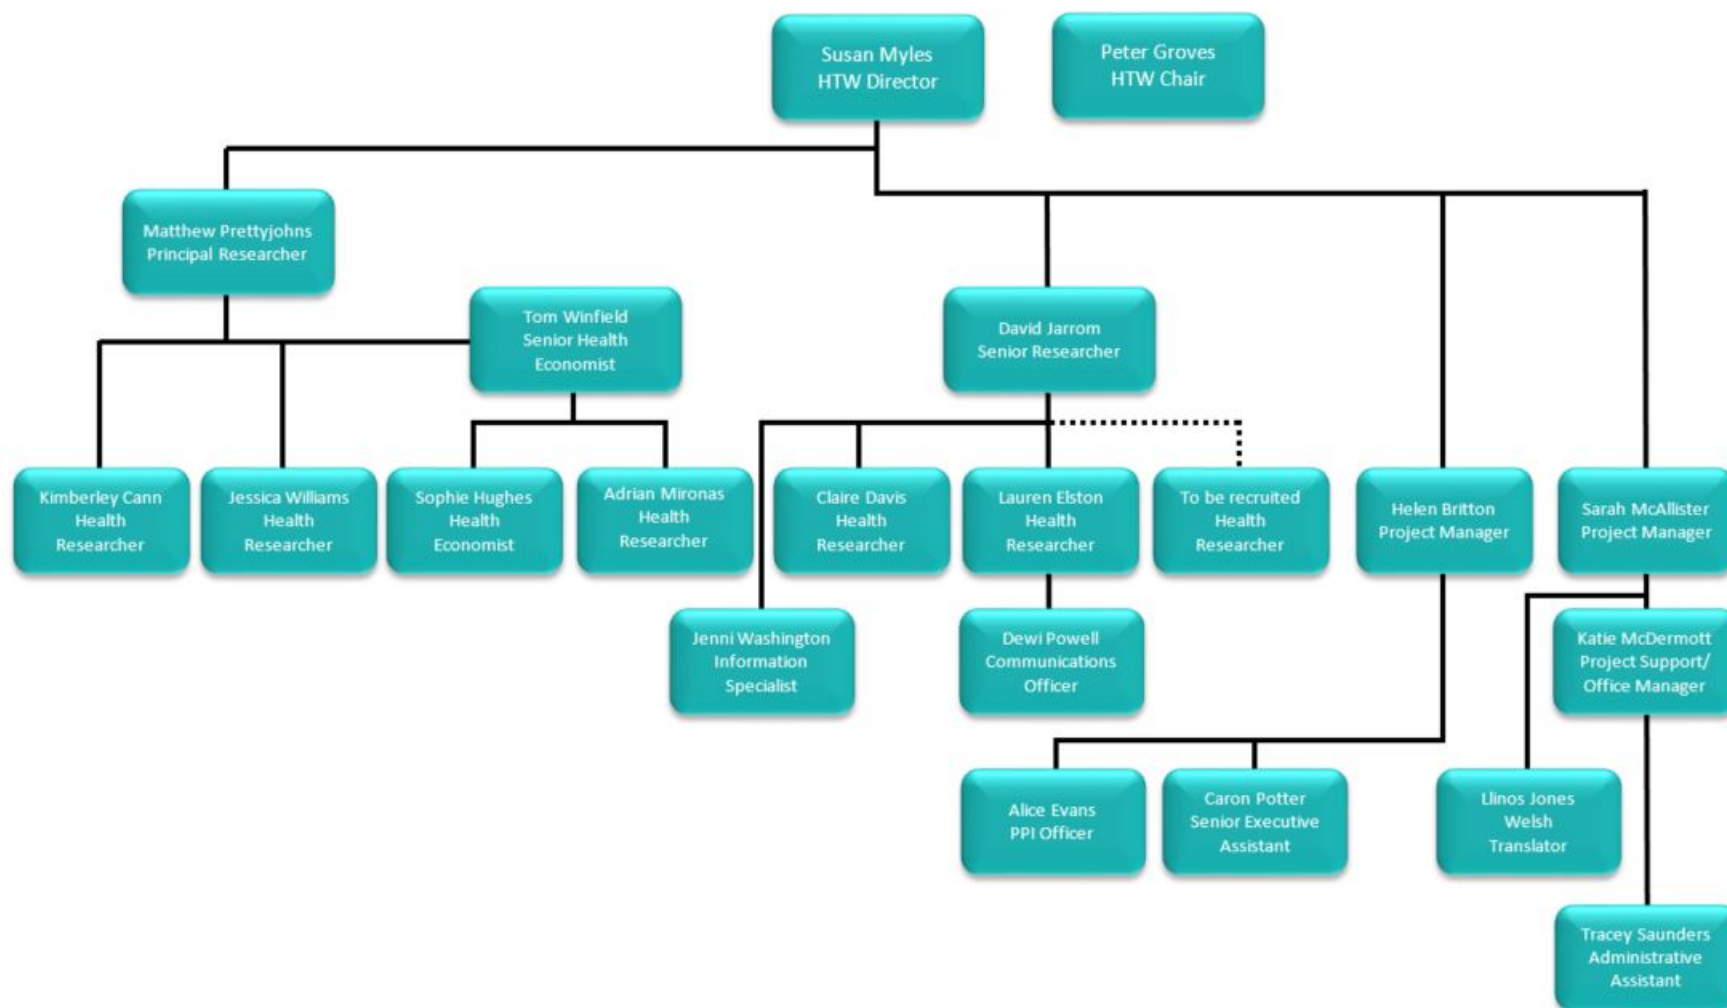 Susan Myles
HTW Director
Peter Groves
HTW Chair
Matthew Prettyjohns
Principal Researcher
Tom Winfield
Senior Health
Economist
David Jarrom
Senior Researcher
Kimberley Cann
Health
Researcher
Jessica Williams
Health
Researcher
Sophie Hughes
Health
Economist
Adrian Mironas
Health
Researcher
Claire Davis
Health
Researcher
Lauren Elston
Health
Researcher
To be recruited
Health
Researcher
Helen Britton
Project Manager
Sarah McAllister
Project Manager
Jenni Washington
Information
Specialist
Dewi Powell
Communications
Officer
Katie McDermott
Project Support/
Office Manager
Alice Evans
PPI Officer
Caron Potter
Senior Executive
Assistant
Llinos Jones
Welsh
Translator
Tracey Saunders
Administrative
Assistant